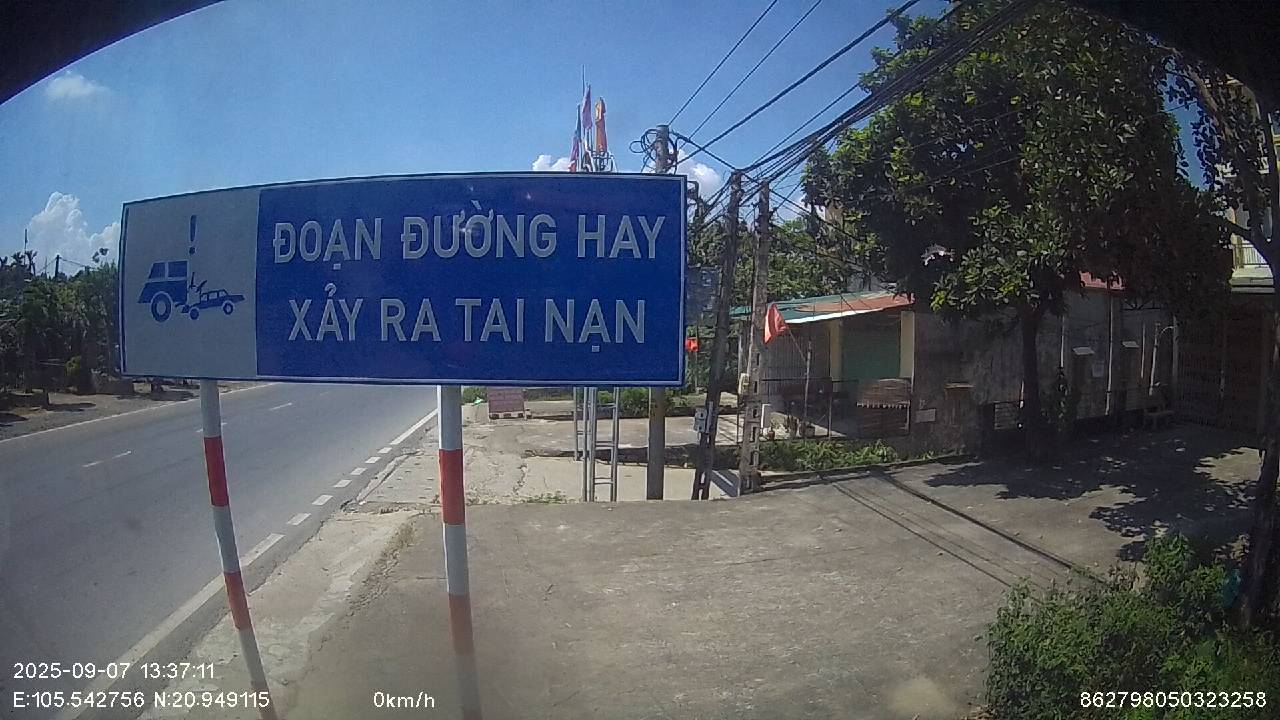 ĐOẠN ĐƯỜNG HAY
XẢY RA TAI NẠN
2025-09-07 13:37:11
E:105.542756 N:20.949115
0km/h
862798050323258